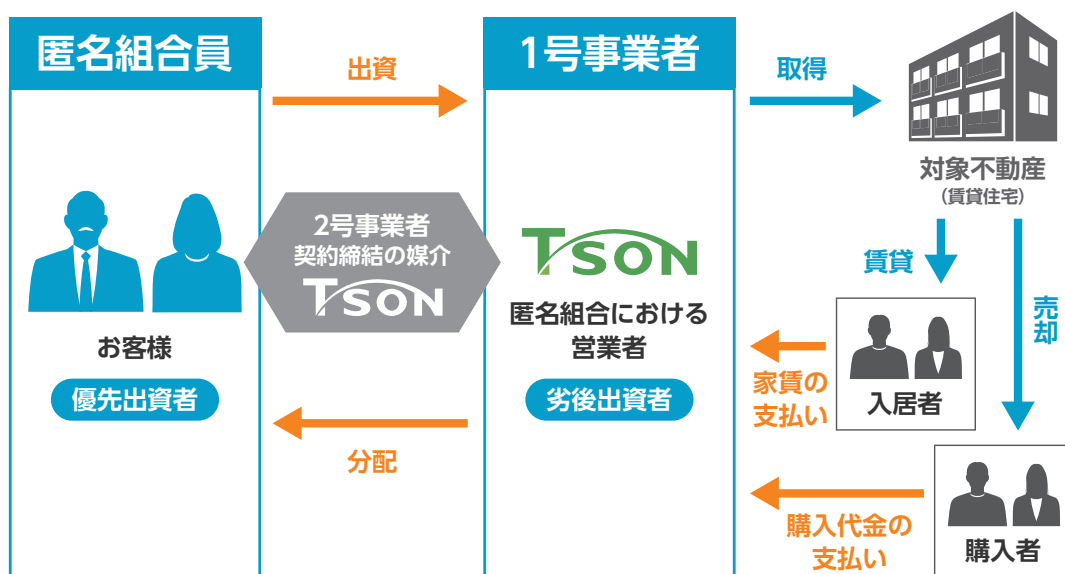 匿名組合員
出資
1号事業者
取得
対象不動産
(賃貸住宅)
2号事業者
契約締結の媒介
TSON
TSON
匿名組合における
営業者
お客様
優先出資者
劣後出資者
分配
賃貸
売却
家賃の
支払い
入居者
購入代金の
支払い
購入者